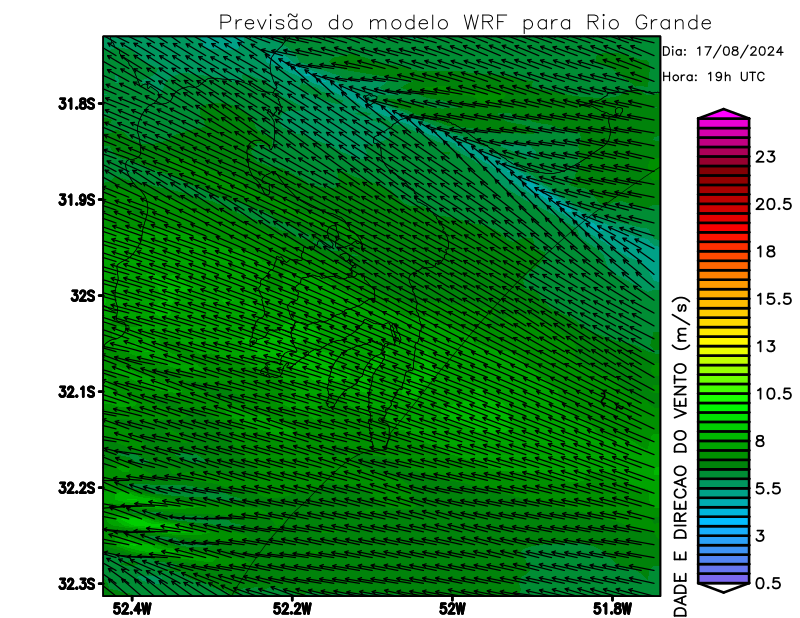 Previsão do modelo WRF para Rio Grande
Dia: 17/08/2024
Hora: 19h UTC
31.8S
31.9S
32S
32.1S
32.2S
32.3S
52.4W
52.2W
52W
51.8W
23
20.5
18
15.5
13
10.5
8
5.5
3
0.5
DADE E DIRECAO DO VENTO (m/s)